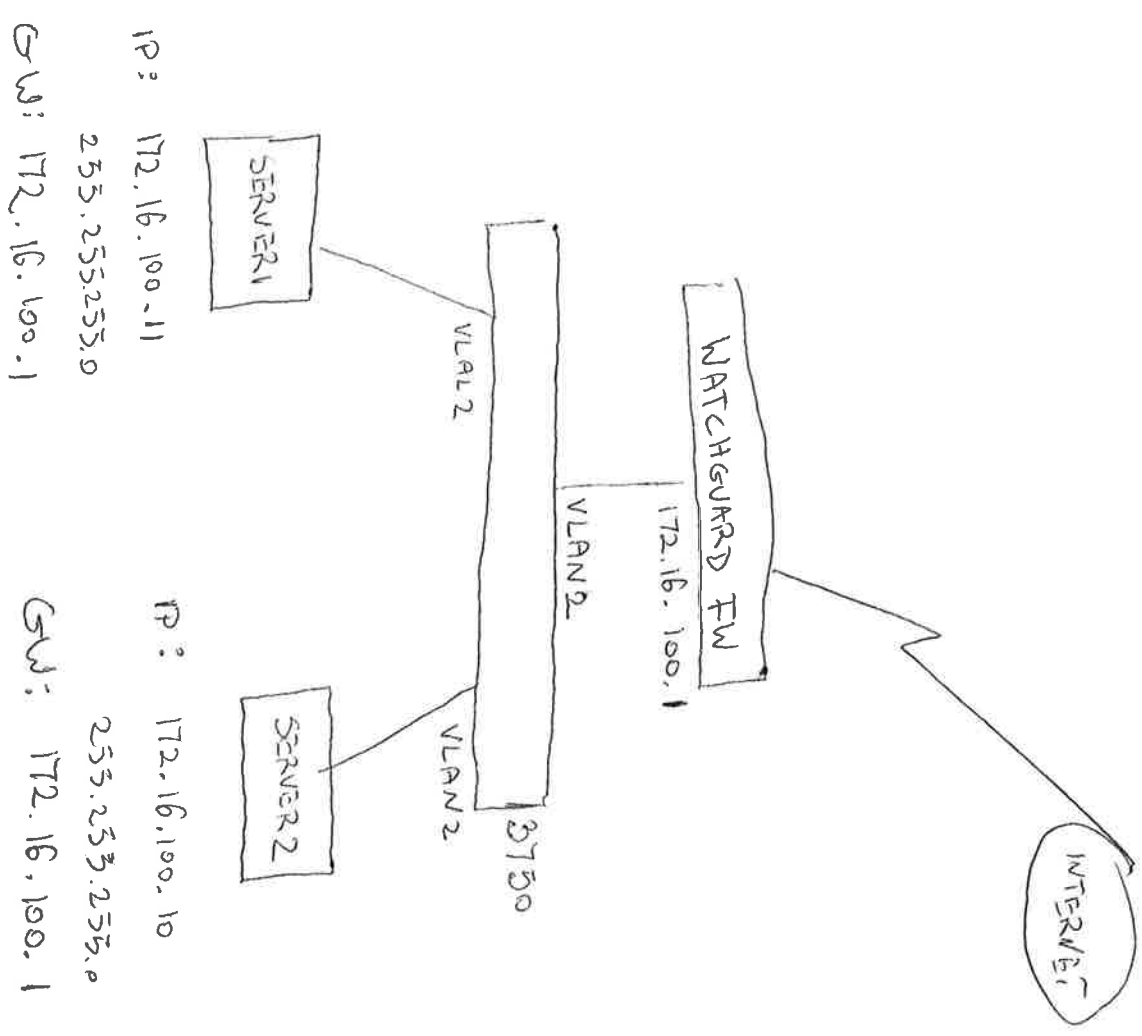 INTERNET
WATCHGUARD FW
172.16.100.1
VLAN2
3750
VLAL2
VLAN2
SERVER1
SERVER2
IP: 172.16.100.11
255.255.255.0
GW: 172.16.100.1
IP: 172.16.100.10
255.255.255.0
GW: 172.16.100.1